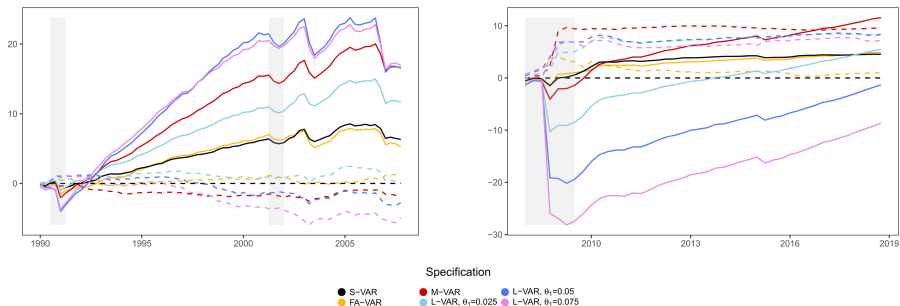 20
10
0
1990 1995 2000 2005
10
0
−10
−20
−30
2010 2013 2016 2019
Specification
S−VAR M−VAR L−VAR, θ1=0.05
FA−VAR L−VAR, θ1=0.025 L−VAR, θ1=0.075